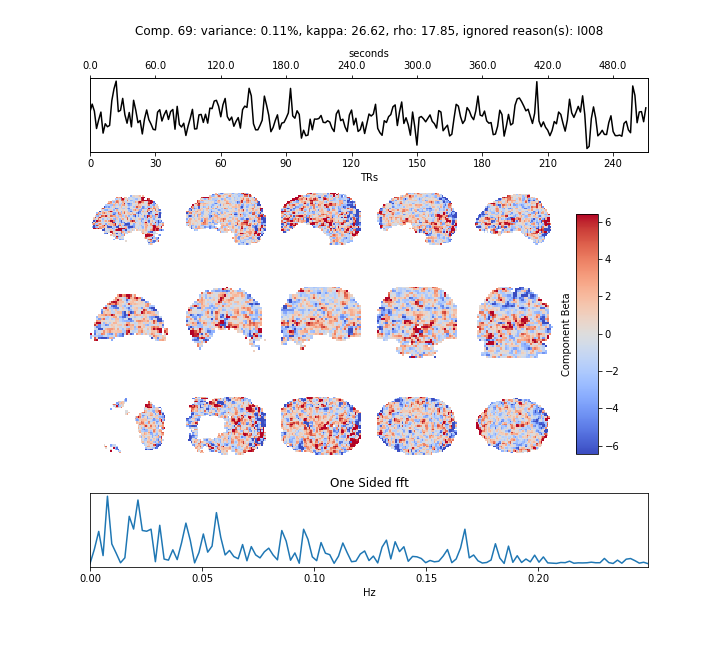 Comp. 69: variance: 0.11%, kappa: 26.62, rho: 17.85, ignored reason(s): I008
seconds
0.0 60.0 120.0 180.0 240.0 300.0 360.0 420.0 480.0
0 30 60 90 120 150 180 210 240
TRs
6
4
2
0
−2
−4
−6
Component Beta
One Sided fft
0.00 0.05 0.10 0.15 0.20
Hz